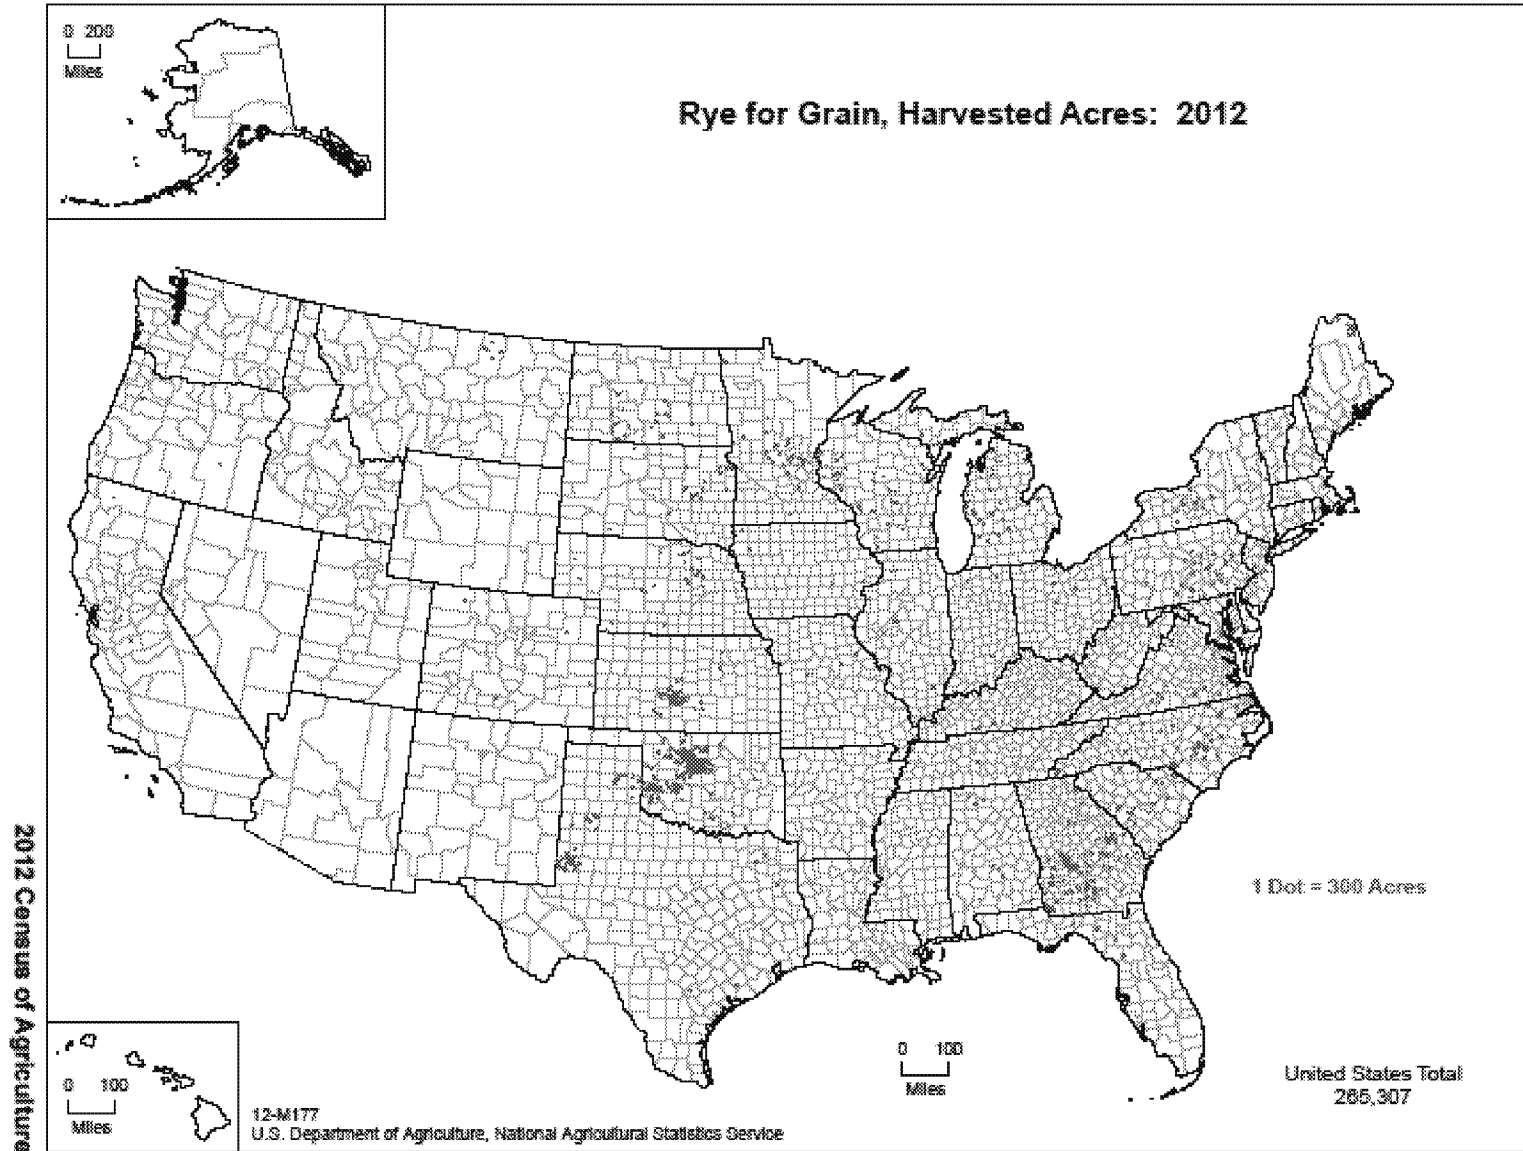 0 200
Miles
Rye for Grain, Harvested Acres: 2012
1 Dot = 300 Acres
0 100
Miles
0 100
Miles
United States Total
265,307
12-M177
U.S. Department of Agriculture, National Agricultural Statistics Service
2012 Census of Agriculture